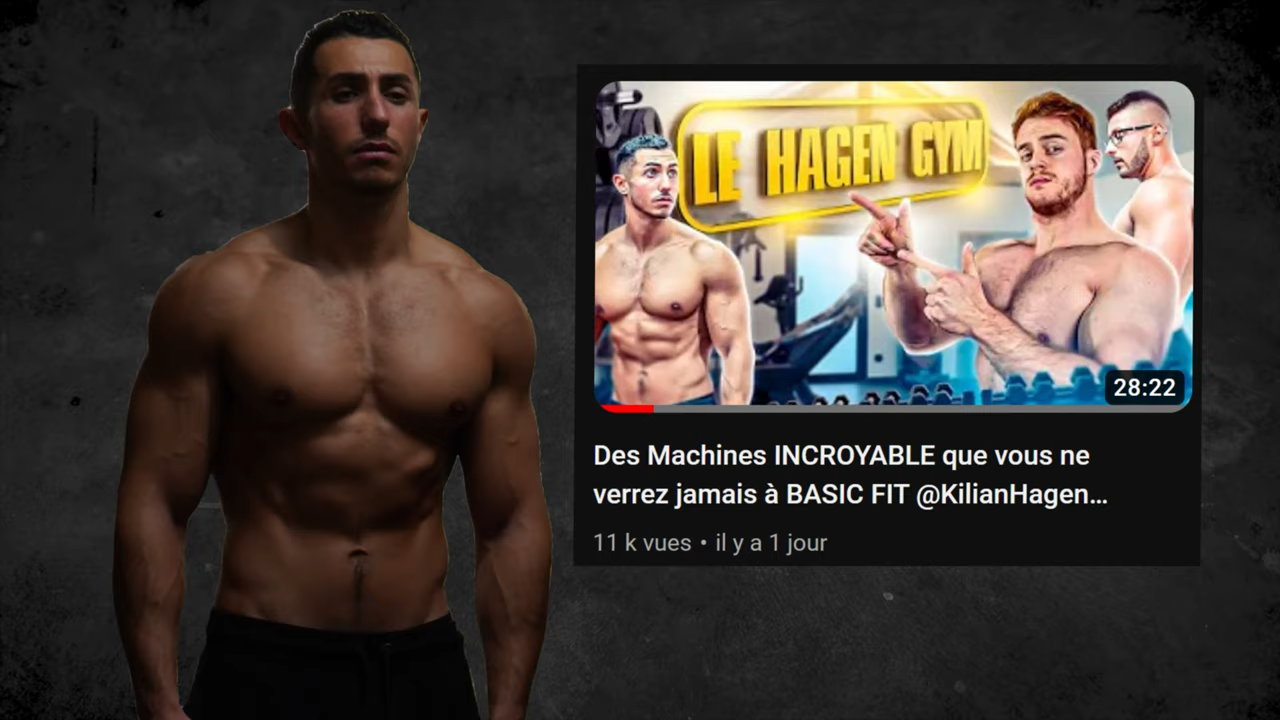 LE HAGEN GYM
28:22
Des Machines INCROYABLE que vous ne
verrez jamais à BASIC FIT @KilianHagen...
11 k vues • il y a 1 jour